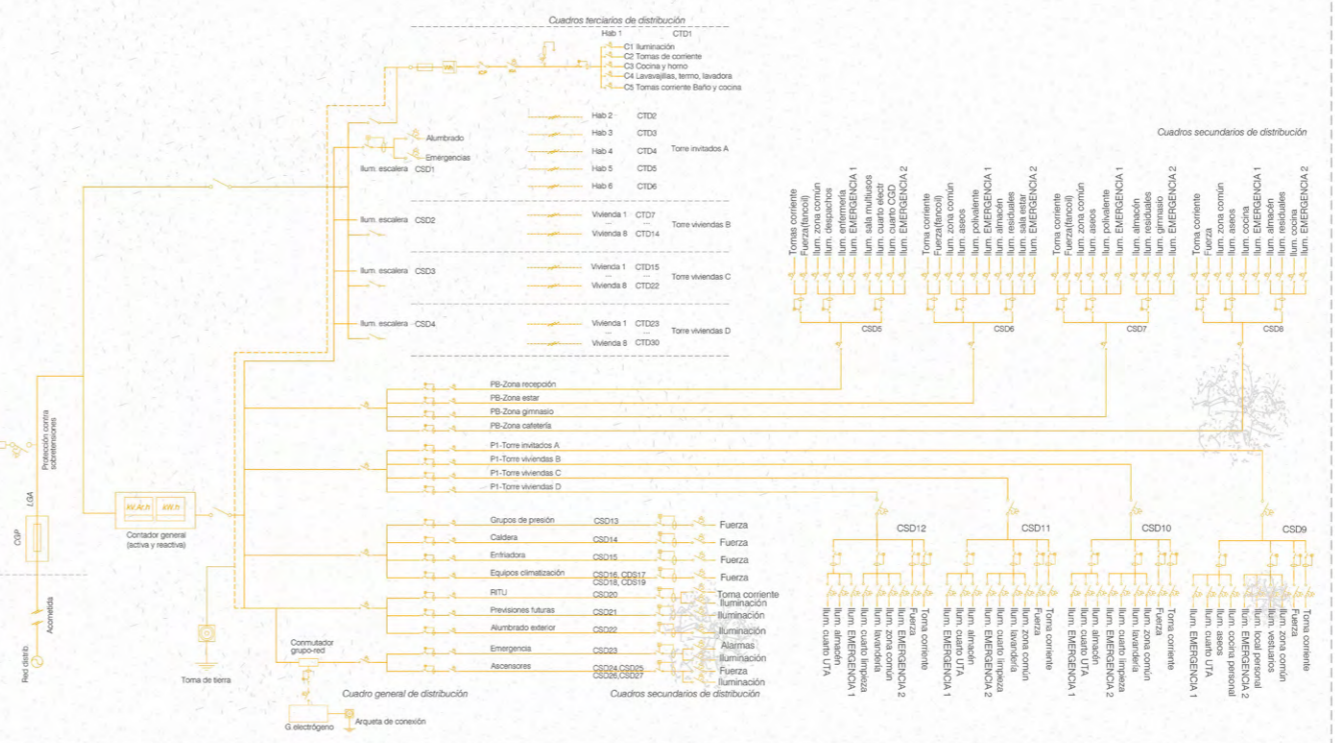 Cuadros terciarios de distribución
Hab 1 CTD1
C1 Iluminación
C2 Tomas de corriente
C3 Cocina y horno
C4 Lavavajillas, termo, lavadora
C5 Tomas corriente Baño y cocina
Alumbrado
Emergencias
Ilum. escalera CSD1
Hab 2 CTD2
Hab 3 CTD3
Hab 4 CTD4
Torre invitados A
Hab 5 CTD5
Hab 6 CTD6
Ilum. escalera CSD2
Vivienda 1 CTD7
...
Vivienda 8 CTD14
Torre viviendas B
Ilum. escalera CSD3
Vivienda 1 CTD15
...
Vivienda 8 CTD22
Torre viviendas C
Ilum. escalera CSD4
Vivienda 1 CTD23
...
Vivienda 8 CTD30
Torre viviendas D
Cuadros secundarios de distribución
Tomas corriente
Fuerza(fancoil)
Ilum. zona común
Ilum. despachos
Ilum. enfermería
Ilum. EMERGENCIA 1
Ilum. sala multiusos
Ilum. cuarto electr
Ilum. cuarto CGD
Ilum. EMERGENCIA 2
CSD5
Toma corriente
Fuerza(fancoil)
Ilum. zona común
Ilum. aseos
Ilum. polivalente
Ilum. EMERGENCIA 1
Ilum. almacén
Ilum. residuales
Ilum. sala estar
Ilum. EMERGENCIA 2
CSD6
Toma corriente
Fuerza(fancoil)
Ilum. zona común
Ilum. aseos
Ilum. polivalente
Ilum. EMERGENCIA 1
Ilum. almacén
Ilum. residuales
Ilum. gimnasio
Ilum. EMERGENCIA 2
CSD7
Toma corriente
Fuerza
Ilum. zona común
Ilum. aseos
Ilum. cocina
Ilum. EMERGENCIA 1
Ilum. almacén
Ilum. residuales
Ilum. cocina
Ilum. EMERGENCIA 2
CSD8
PB-Zona recepción
PB-Zona estar
PB-Zona gimnasio
PB-Zona cafetería
P1-Torre invitados A
P1-Torre viviendas B
P1-Torre viviendas C
P1-Torre viviendas D
Protección contra
sobretensiones
LGA
CGP
Acometida
Red distrib.
kV.Ar.h
kW.h
Contador general
(activa y reactiva)
Toma de tierra
Conmutador
grupo-red
G.electrógeno
Arqueta de conexión
Grupos de presión CSD13 Fuerza
Caldera CSD14 Fuerza
Enfriadora CSD15 Fuerza
Equipos climatización CSD16, CDS17
CSD18, CDS19 Fuerza
RITU CSD20 Toma corriente
Iluminación
Previsiones futuras CSD21 Iluminación
Alumbrado exterior CSD22 Iluminación
Emergencia CSD23 Alarmas
Iluminación
Ascenores CSD24,CSD25
CSD26,CSD27 Fuerza
Iluminación
Cuadro general de distribución
Cuadros secundarios de distribución
CSD12
Ilum. cuarto UTA
Ilum. almacén
Ilum. EMERGENCIA 1
Ilum. cuarto limpieza
Ilum. lavandería
Ilum. zona común
Ilum. EMERGENCIA 2
Fuerza
Toma corriente
CSD11
Ilum. EMERGENCIA 1
Ilum. cuarto UTA
Ilum. almacén
Ilum. EMERGENCIA 2
Ilum. cuarto limpieza
Ilum. lavandería
Ilum. zona común
Fuerza
Toma corriente
CSD10
Ilum. EMERGENCIA 1
Ilum. cuarto UTA
Ilum. almacén
Ilum. EMERGENCIA 2
Ilum. cuarto limpieza
Ilum. lavandería
Ilum. zona común
Fuerza
Toma corriente
CSD9
Ilum. EMERGENCIA 1
Ilum. cuarto UTA
Ilum. aseos
Ilum. cocina personal
Ilum. EMERGENCIA 2
Ilum. local personal
Ilum. vestuarios
Ilum. zona común
Fuerza
Toma corriente